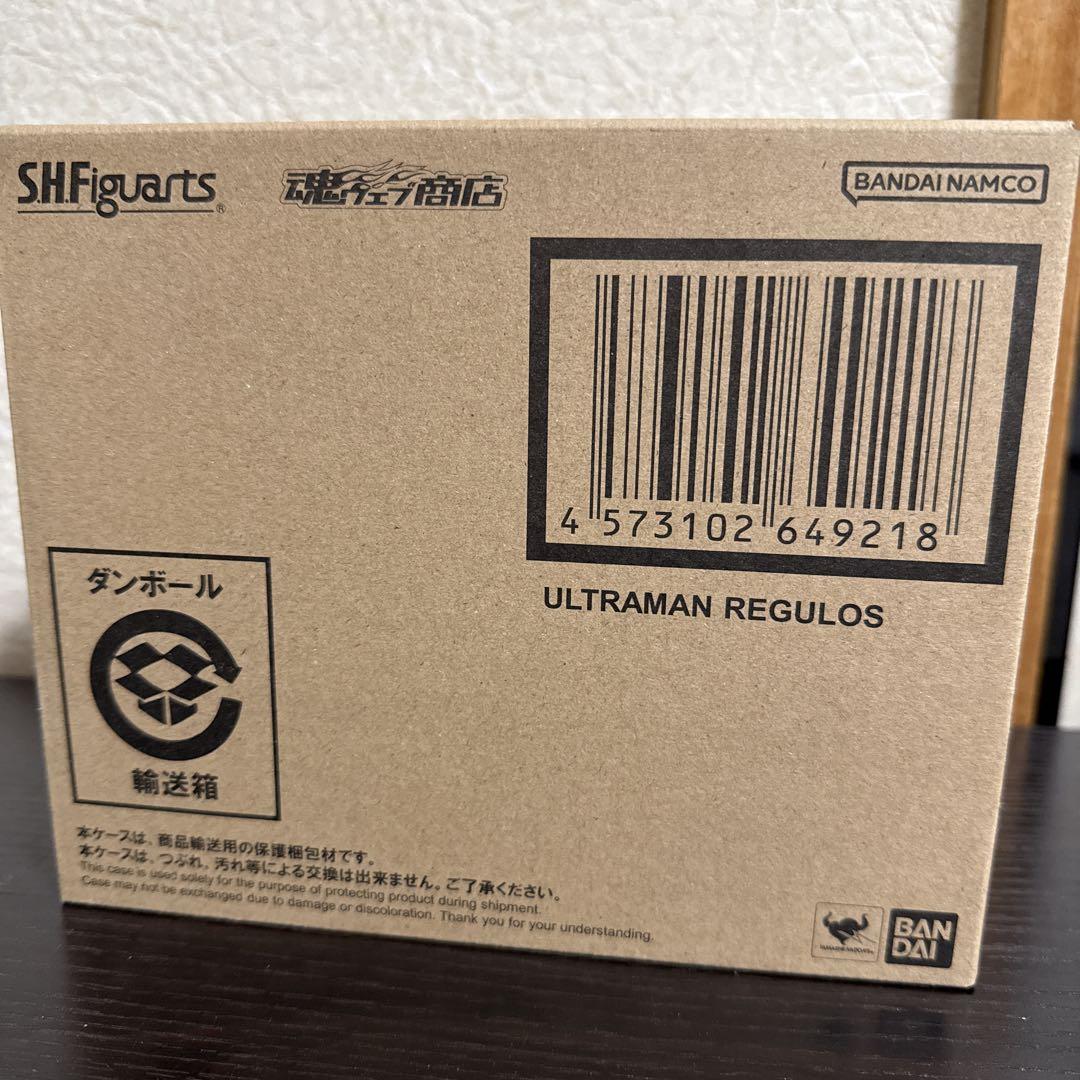 S.H.Figuarts®
魂ウェブ商店
BANDAI NAMCO
4 573102 649218
ULTRAMAN REGULOS
ダンボール
輸送箱
本ケースは、商品輸送用の保護梱包材です。
本ケースは、つぶれ、汚れ等による交換は出来ません。ご了承ください。
This case is used solely for the purpose of protecting product during shipment.
Case may not be exchanged due to damage or discoloration. Thank you for your understanding.
BAN
DAI